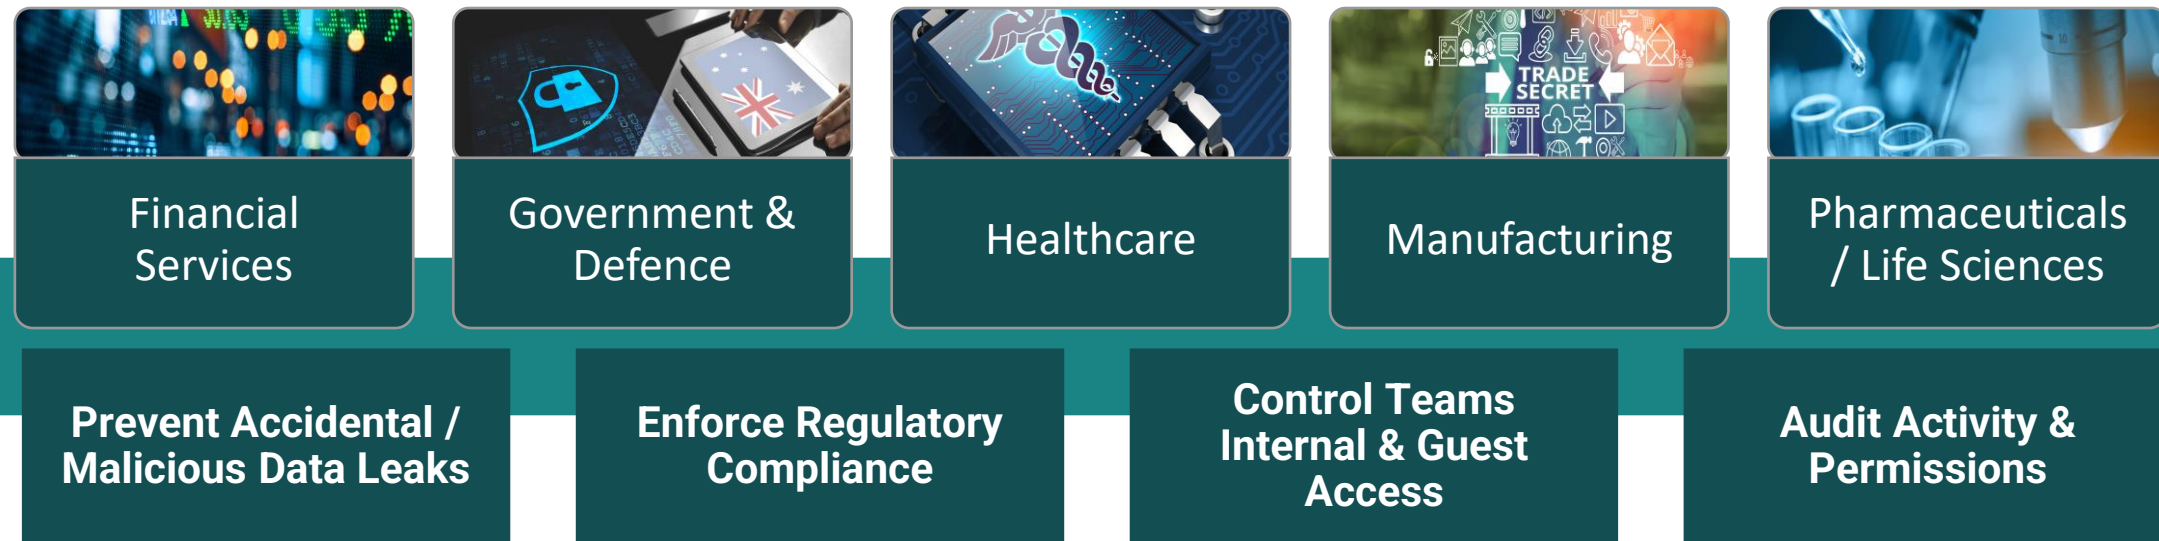 TRADE
SECRET
Financial
Services
Government &
Defence
Healthcare
Manufacturing
Pharmaceuticals
/ Life Sciences
Prevent Accidental /
Malicious Data Leaks
Enforce Regulatory
Compliance
Control Teams
Internal & Guest
Access
Audit Activity &
Permissions